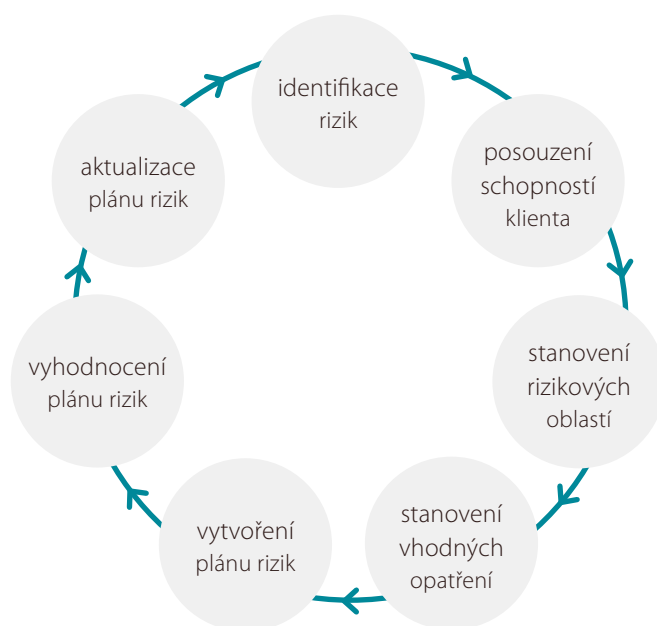 identifikace
rizik
posouzení
schopností
klienta
stanovení
rizikových
oblastí
stanovení
vhodných
opatření
vytvoření
plánu rizik
vyhodnocení
plánu rizik
aktualizace
plánu rizik